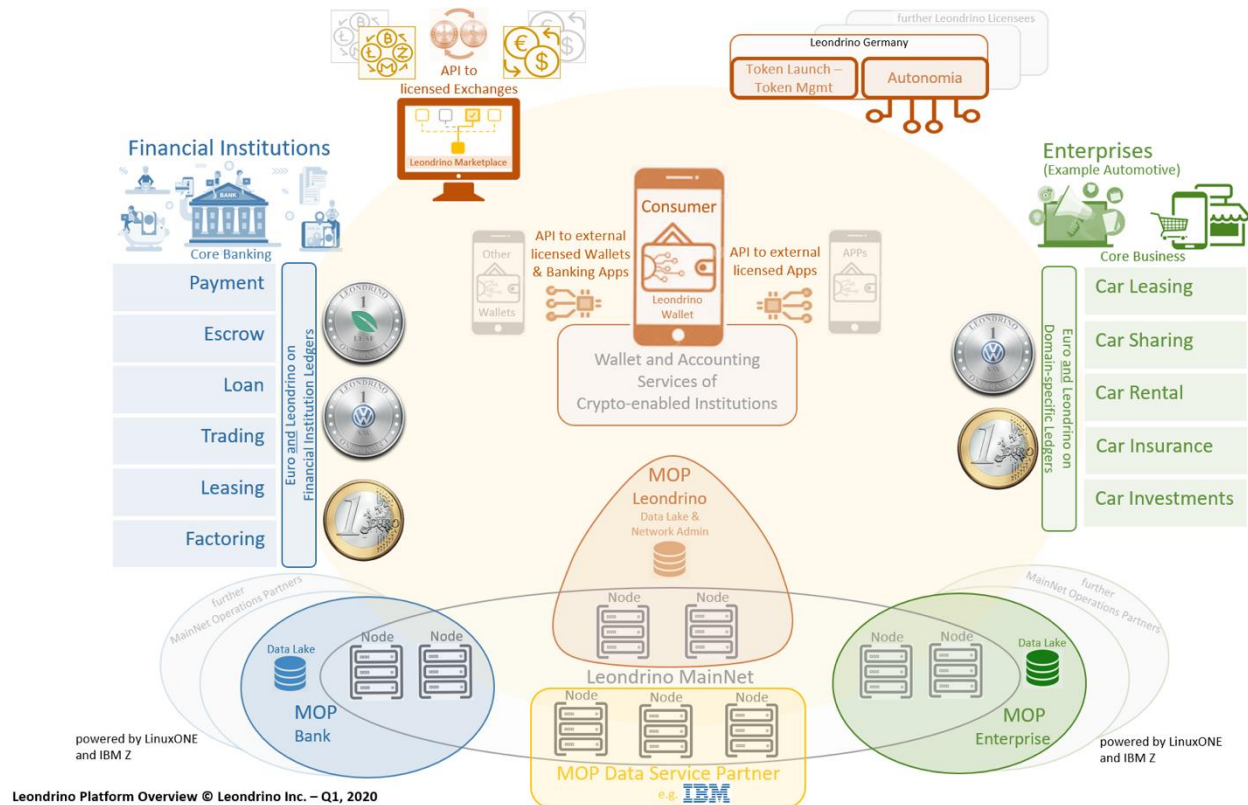 further Leondrino Licensees
Leondrino Germany
Token Launch –
Token Mgmt
Autonomia
API to
licensed Exchanges
Leondrino Marketplace
Financial Institutions
BANK
Core Banking
Payment
Escrow
Loan
Trading
Leasing
Factoring
Euro and Leondrino on
Financial Institution Ledgers
LEONDRINO
1
LEAF
LEONDRINO
1
1
EURO
Other
Wallets
API to external
licensed Wallets
& Banking Apps
Consumer
Leondrino
Wallet
API to external
licensed Apps
APPs
Wallet and Accounting
Services of
Crypto-enabled Institutions
Enterprises
(Example Automotive)
Core Business
Car Leasing
Car Sharing
Car Rental
Car Insurance
Car Investments
Euro and Leondrino on
Domain-specific Ledgers
LEONDRINO
1
1
EURO
MOP
Leondrino
Data Lake &
Network Admin
Node
Node
further
MainNet Operations Partners
Data Lake
Node
Node
MOP
Bank
Leondrino MainNet
Node
Node
Node
MOP Data Service Partner
e.g. IBM
further
MainNet Operations Partners
Node
Node
Data Lake
MOP
Enterprise
powered by LinuxONE
and IBM Z
powered by LinuxONE
and IBM Z
Leondrino Platform Overview © Leondrino Inc. – Q1, 2020